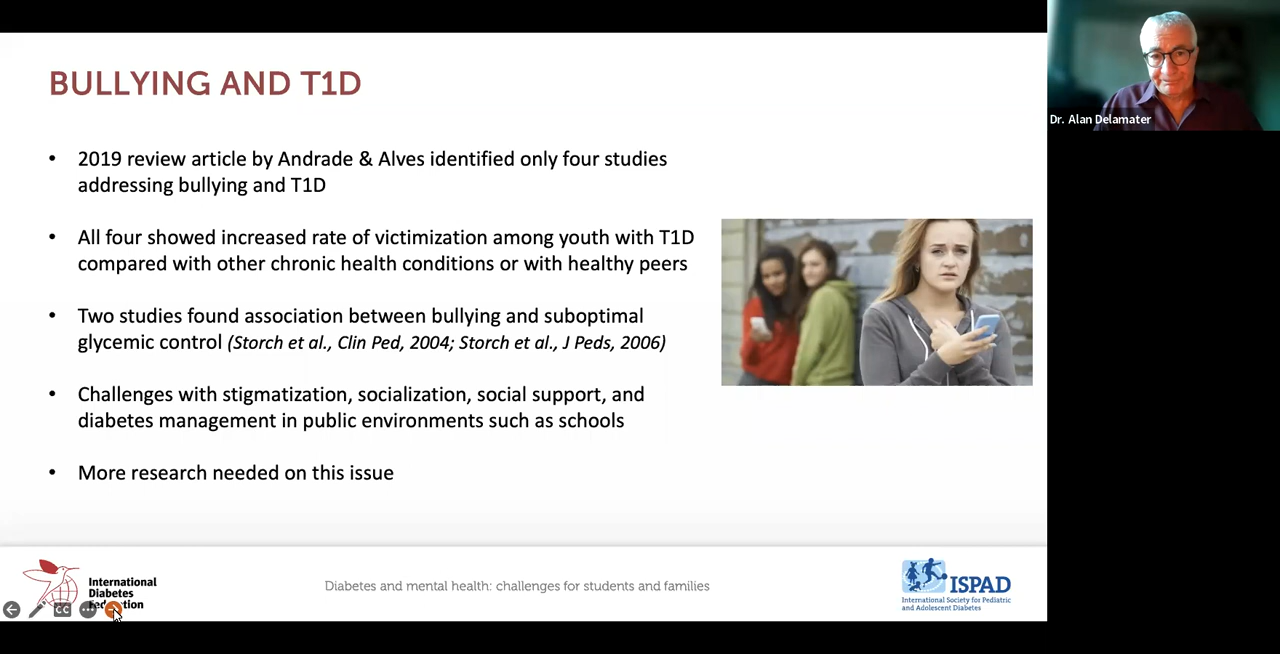 BULLYING AND T1D
• 2019 review article by Andrade & Alves identified only four studies
addressing bullying and T1D
• All four showed increased rate of victimization among youth with T1D
compared with other chronic health conditions or with healthy peers
• Two studies found association between bullying and suboptimal
glycemic control (Storch et al., Clin Ped, 2004; Storch et al., J Peds, 2006)
• Challenges with stigmatization, socialization, social support, and
diabetes management in public environments such as schools
• More research needed on this issue
Dr. Alan Delamater
International
Diabetes
CC
Diabetes and mental health: challenges for students and families
ISPAD
International Society for Pediatric
and Adolescent Diabetes